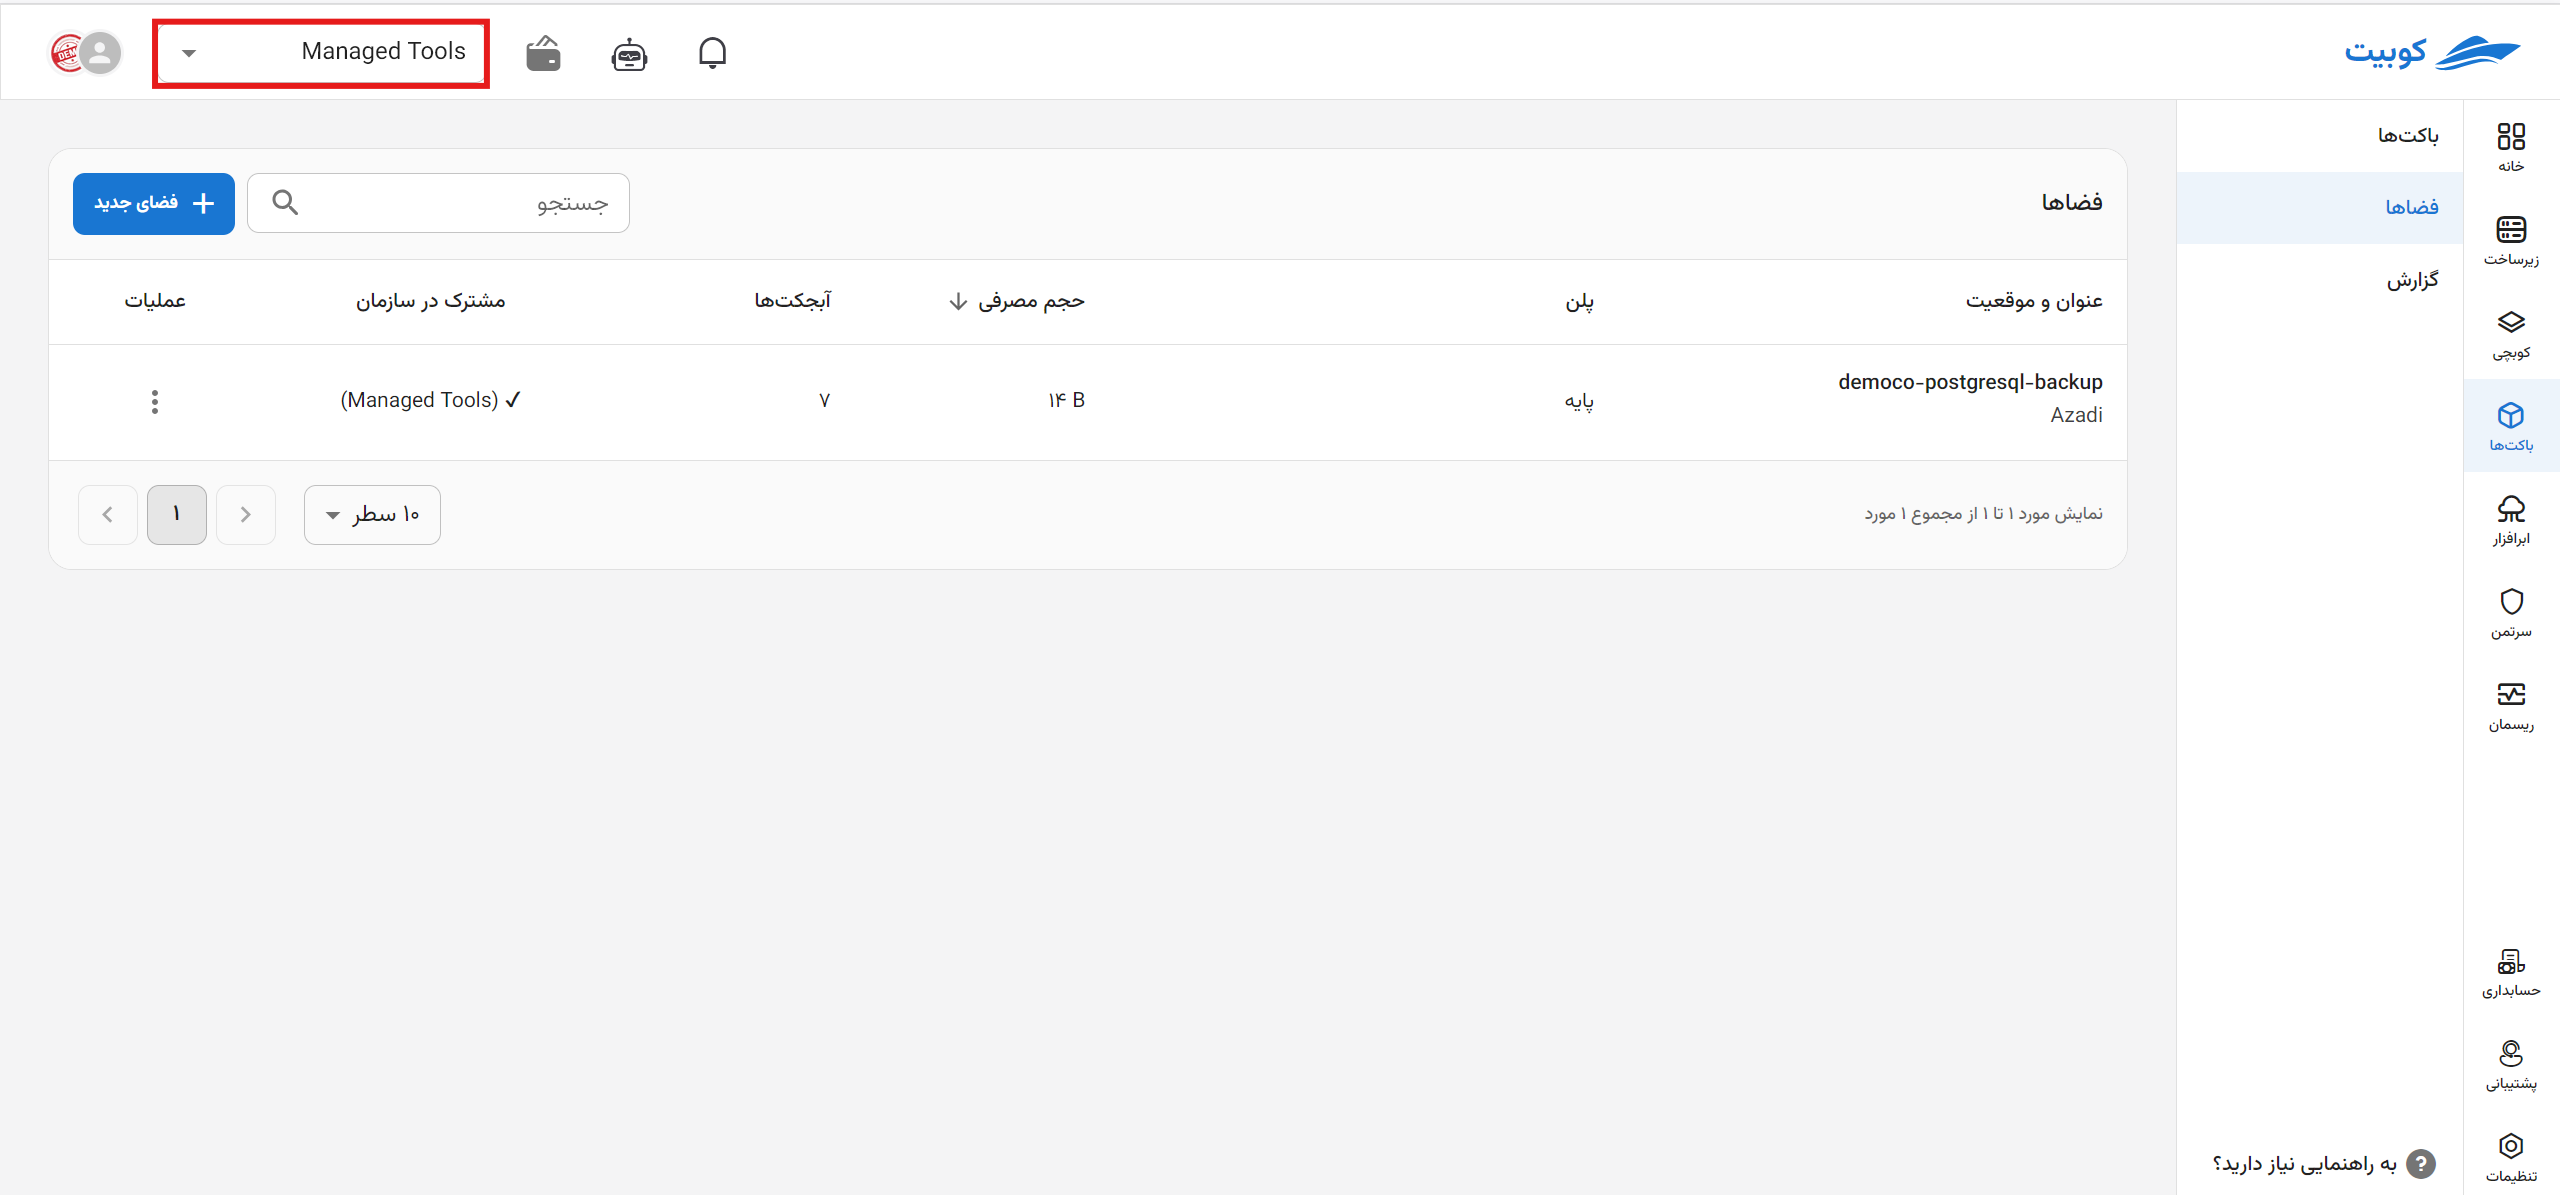 کوبیت
Managed Tools
DEM
خانه
زیرساخت
کوبچی
باکت‌ها
ابرافزار
سرتمن
ریسمان
حسابداری
پشتیبانی
تنظیمات
باکت‌ها
فضاها
گزارش
به راهنمایی نیاز دارید؟
فضاها
جستجو
فضای جدید
عنوان و موقعیت
پلن
حجم مصرفی
آبجکت‌ها
مشترک در سازمان
عملیات
democo-postgresql-backup
Azadi
پایه
۱۴ B
۷
✓ (Managed Tools)
نمایش مورد ۱ تا ۱ از مجموع ۱ مورد
۱۰ سطر
۱